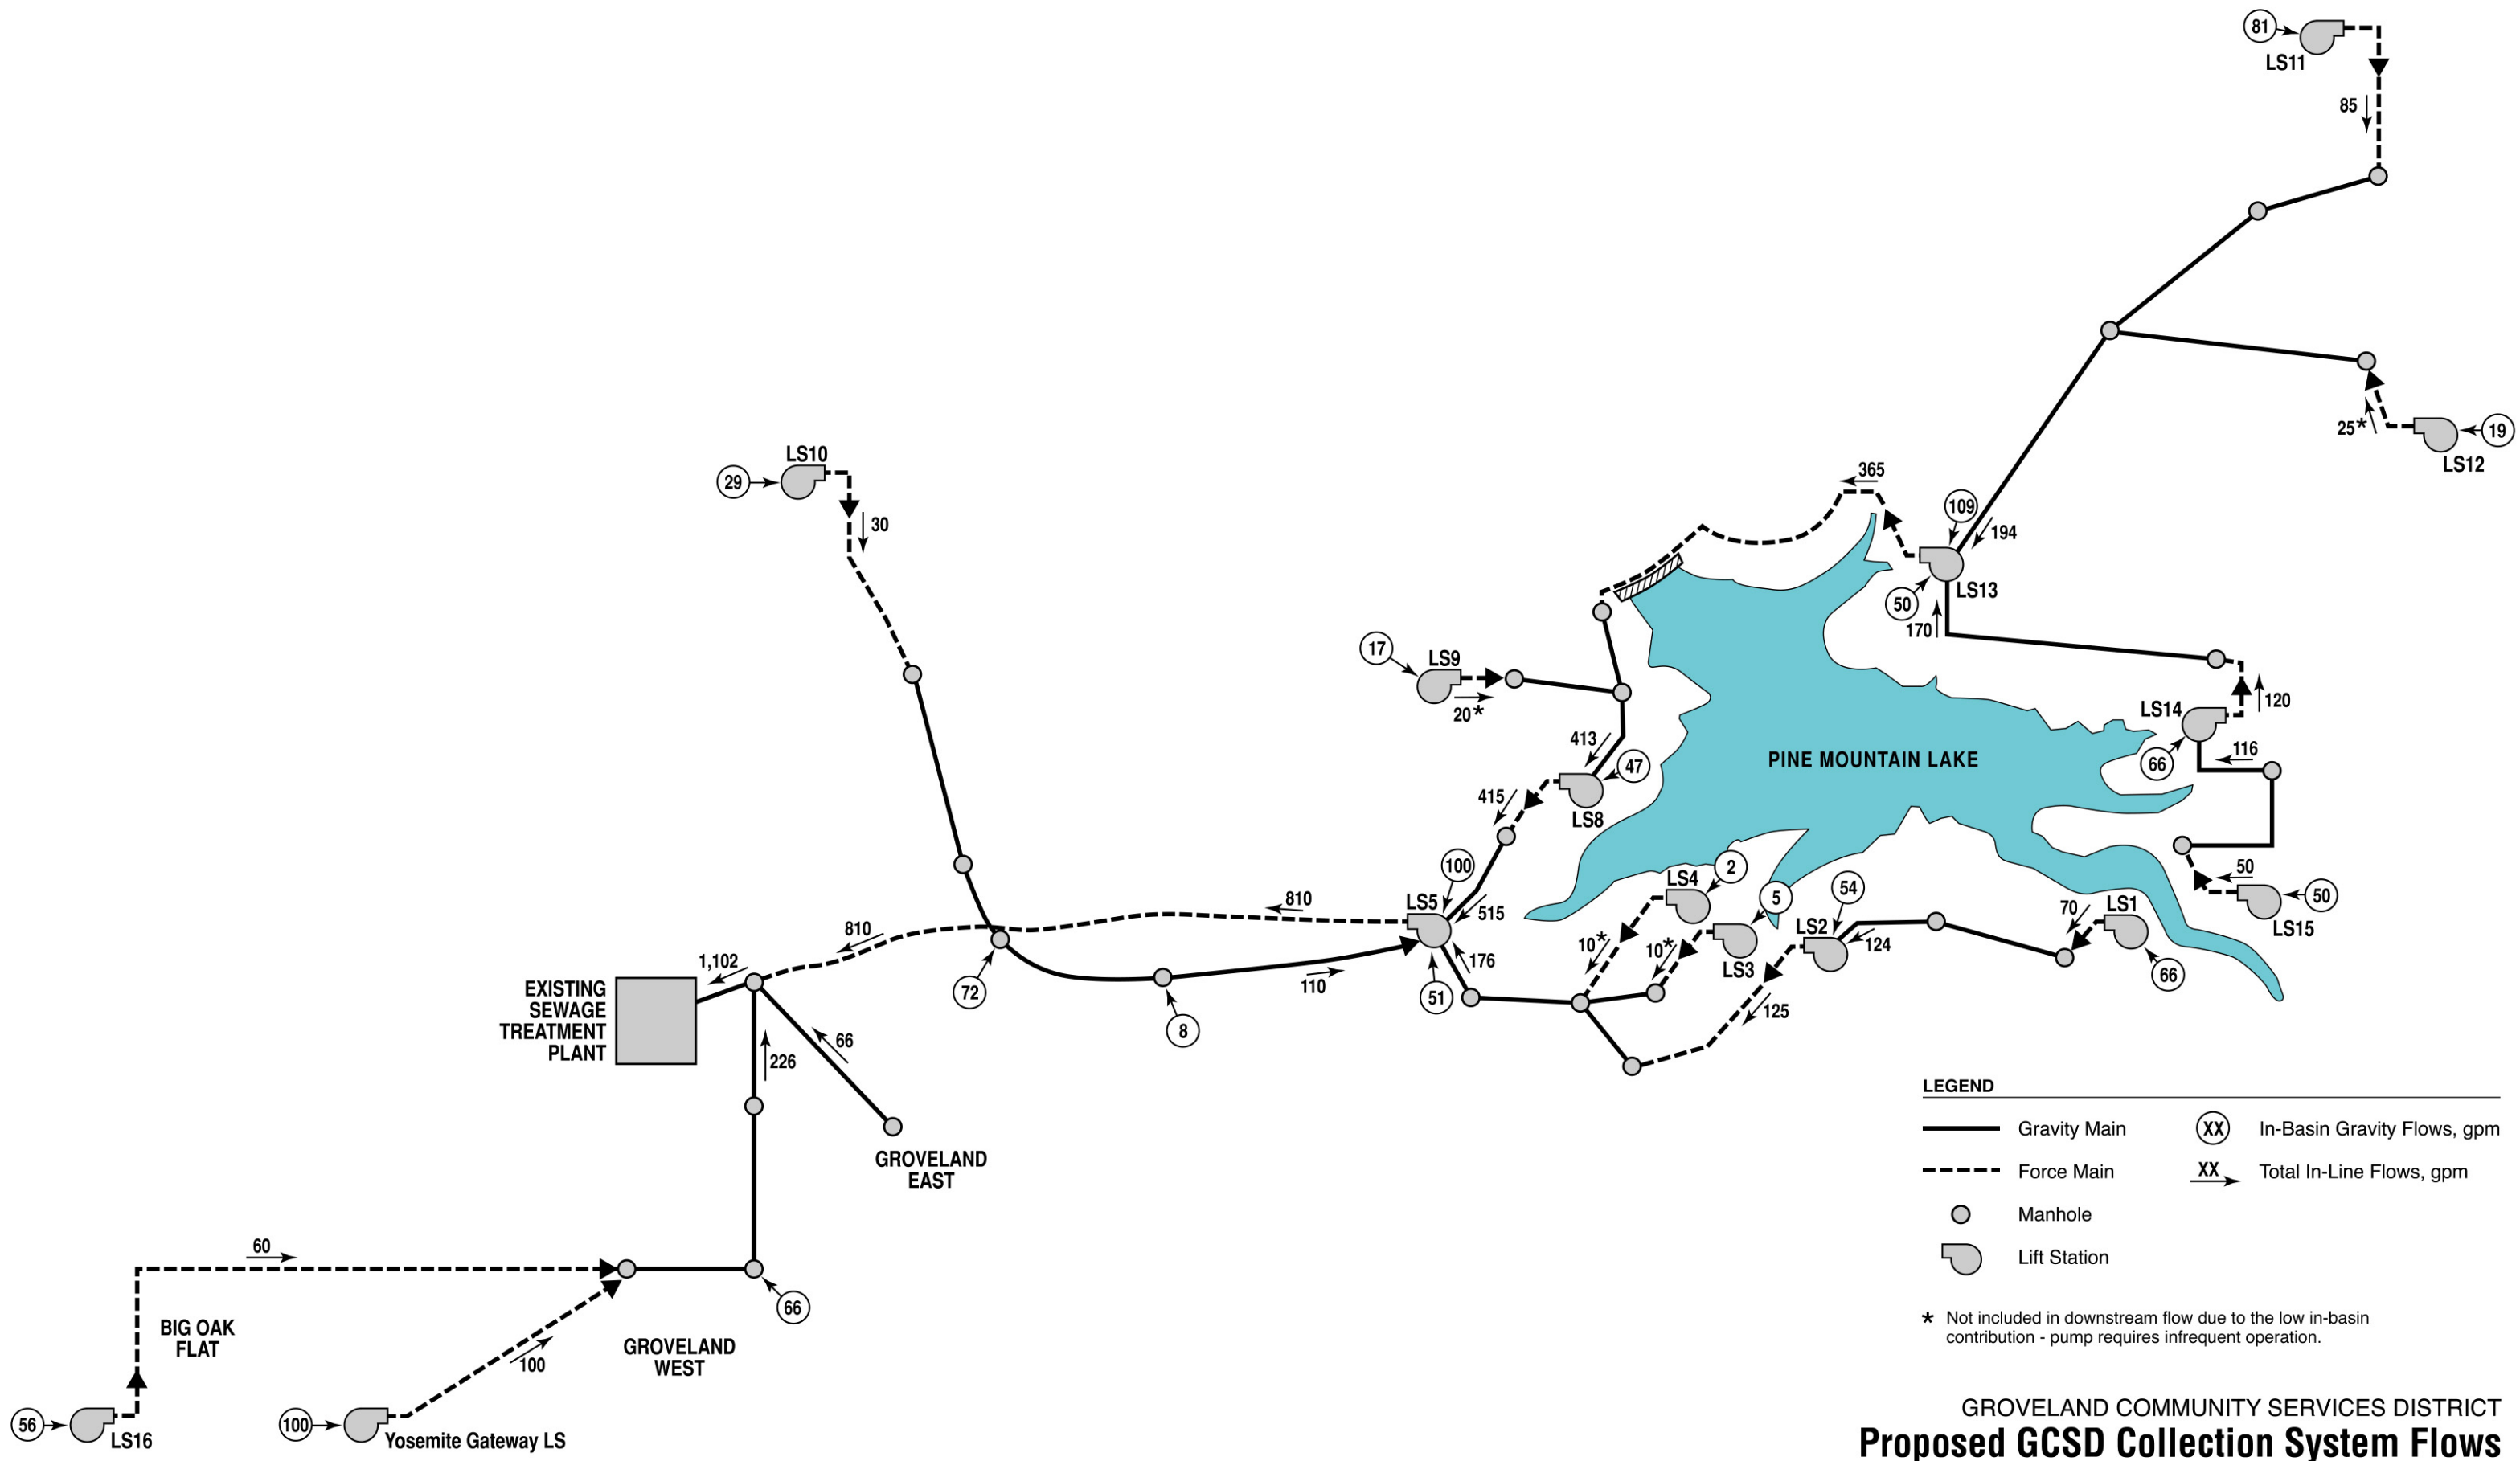 81
LS11
85
25*
19
LS12
LS10
29
30
365
109
194
50
LS13
170
17
LS9
20*
413
47
415
LS8
PINE MOUNTAIN LAKE
LS14
120
66
116
50
50
LS15
100
LS5
515
810
810
1,102
2
LS4
5
10*
10*
LS3
54
LS2
124
70
LS1
66
125
176
51
110
72
8
EXISTING
SEWAGE
TREATMENT
PLANT
226
66
GROVELAND
EAST
60
BIG OAK
FLAT
66
GROVELAND
WEST
100
56
LS16
100
Yosemite Gateway LS
LEGEND
Gravity Main
XX
In-Basin Gravity Flows, gpm
Force Main
XX
Total In-Line Flows, gpm
Manhole
Lift Station
* Not included in downstream flow due to the low in-basin
contribution - pump requires infrequent operation.
GROVELAND COMMUNITY SERVICES DISTRICT
Proposed GCSD Collection System Flows